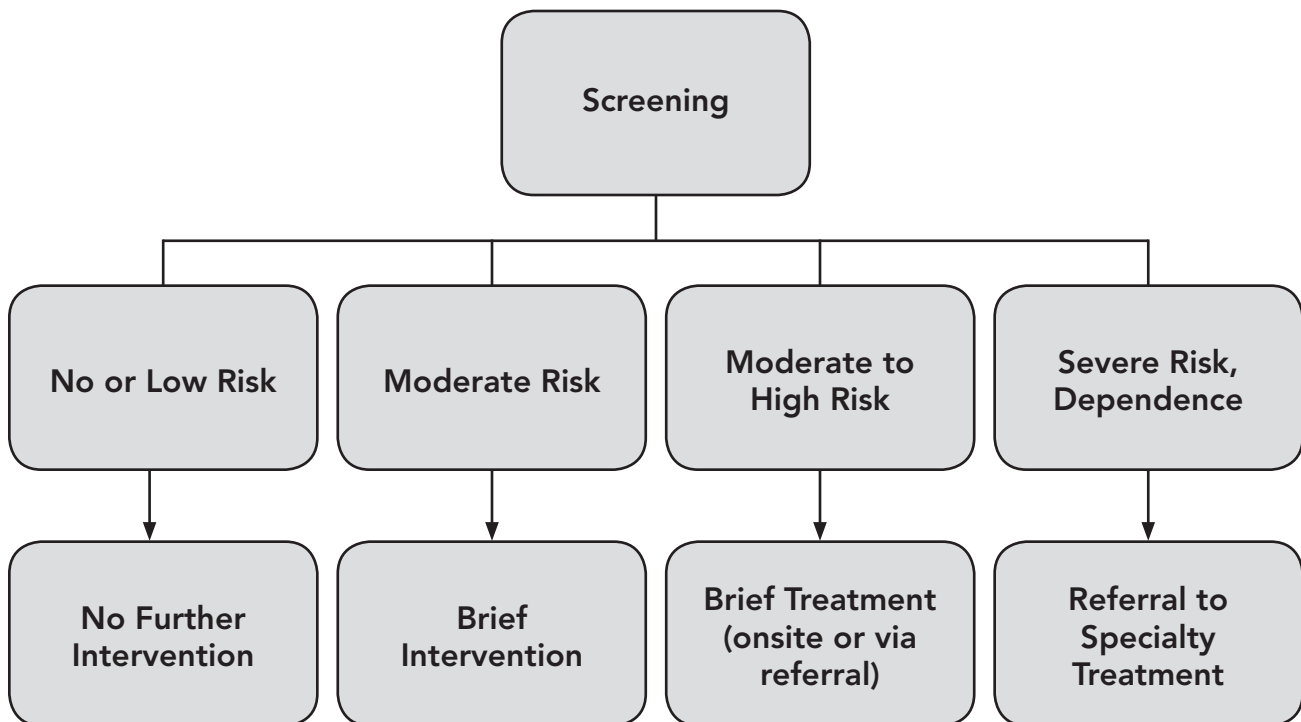 Screening
No or Low Risk
Moderate Risk
Moderate to
High Risk
Severe Risk,
Dependence
No Further
Intervention
Brief
Intervention
Brief Treatment
(onsite or via
referral)
Referral to
Specialty
Treatment